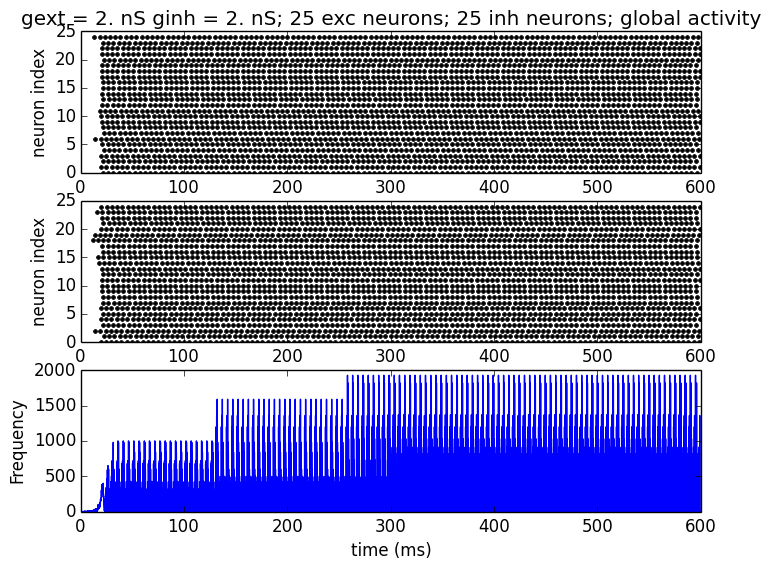 gext = 2. nS ginh = 2. nS; 25 exc neurons; 25 inh neurons; global activity
25
20
15
10
5
0
neuron index
0 100 200 300 400 500 600
25
20
15
10
5
0
neuron index
0 100 200 300 400 500 600
2000
1500
1000
500
0
Frequency
0 100 200 300 400 500 600
time (ms)